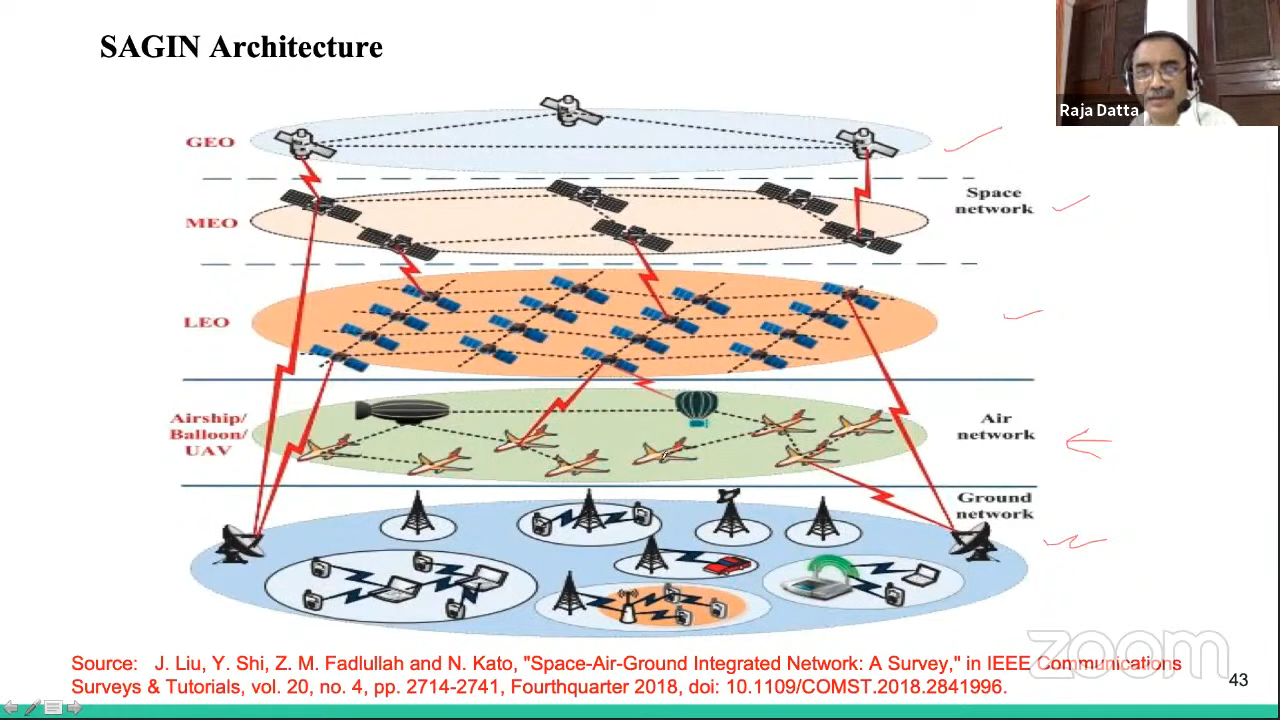 SAGIN Architecture
Raja Datta
GEO
Space
network
MEO
LEO
Airship/
Balloon/
UAV
Air
network
Ground
network
zoom
Source: J. Liu, Y. Shi, Z. M. Fadlullah and N. Kato, "Space-Air-Ground Integrated Network: A Survey," in IEEE Communications
Surveys & Tutorials, vol. 20, no. 4, pp. 2714-2741, Fourthquarter 2018, doi: 10.1109/COMST.2018.2841996.
43